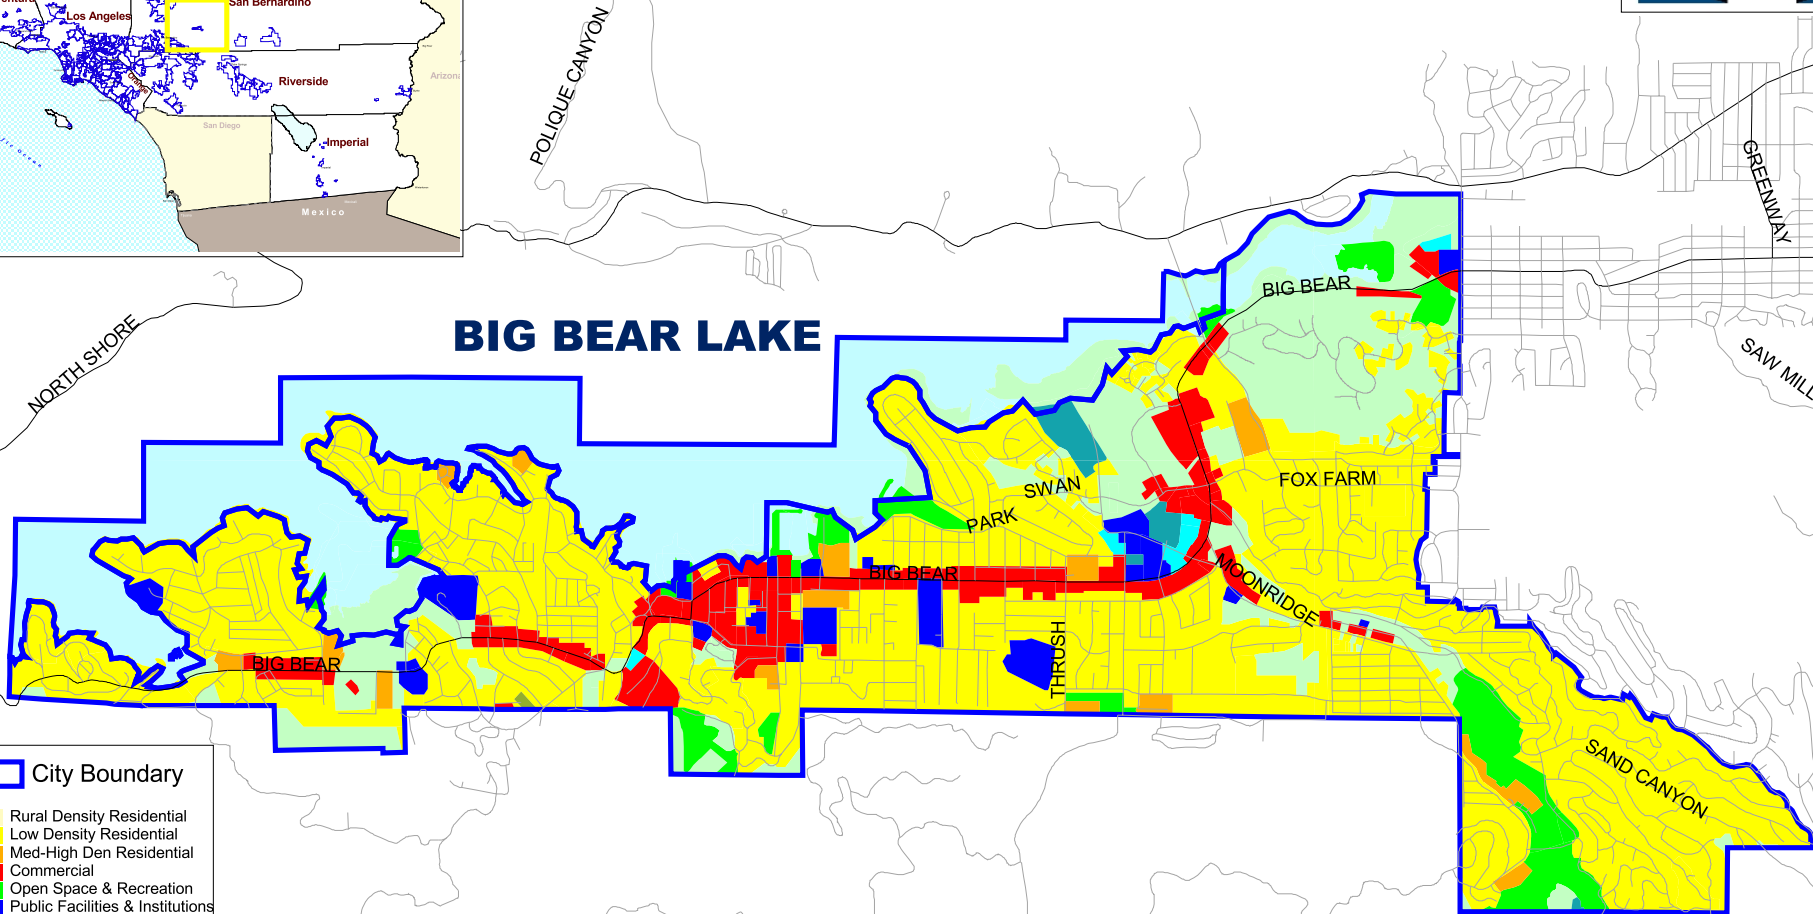 San Bernardino
Los Angeles
Orange
Riverside
Arizona
San Diego
Imperial
Mexico
POLIQUE CANYON
GREENWAY
NORTH SHORE
BIG BEAR LAKE
BIG BEAR
SAW MILL
SWAN
FOX FARM
PARK
BIG BEAR
MOONRIDGE
THRUSH
BIG BEAR
SAND CANYON
City Boundary
Rural Density Residential
Low Density Residential
Med-High Den Residential
Commercial
Open Space & Recreation
Public Facilities & Institutions